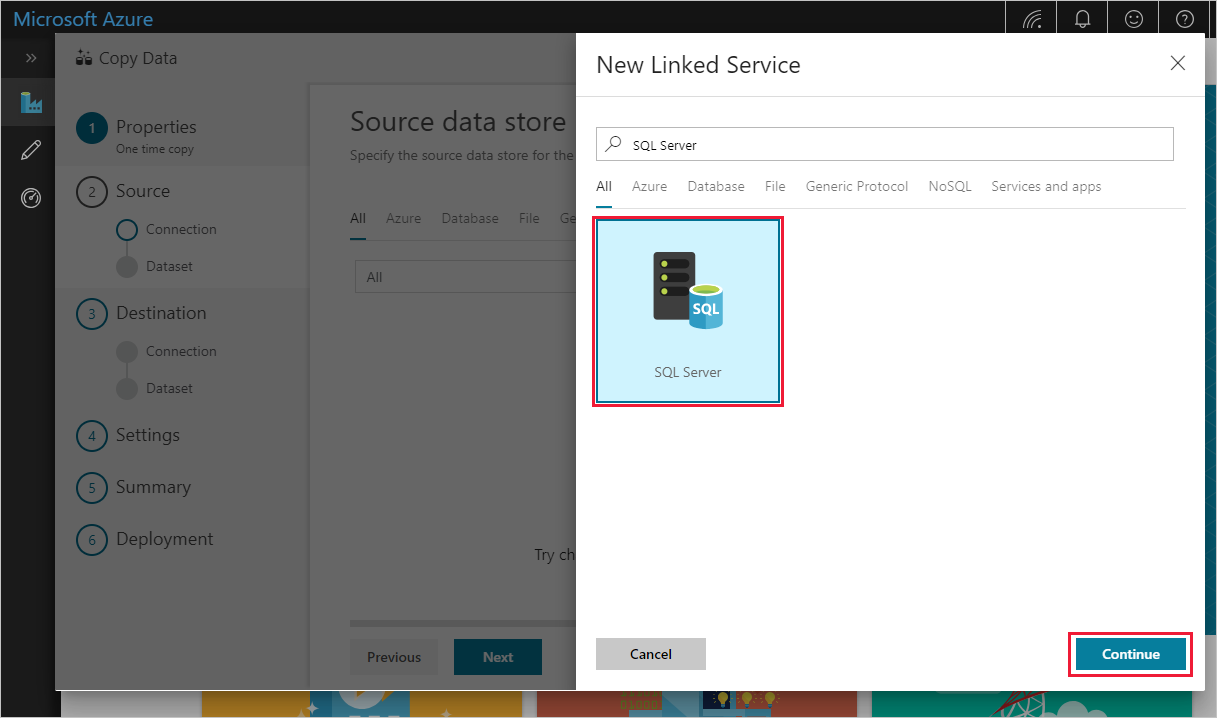 Microsoft Azure
Copy Data
1 Properties
One time copy
2 Source
Connection
Dataset
3 Destination
Connection
Dataset
4 Settings
5 Summary
6 Deployment
Source data store
Specify the source data store for the
All Azure Database File Ge
All
Try ch
Previous Next
New Linked Service
SQL Server
All Azure Database File Generic Protocol NoSQL Services and apps
SQL
SQL Server
Cancel Continue